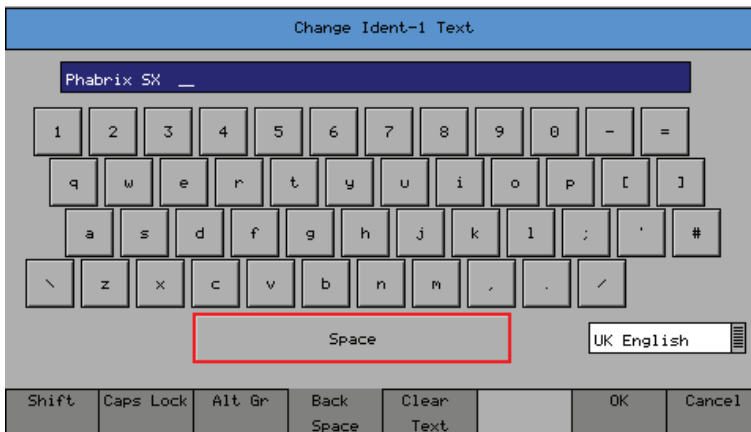 Change Ident-1 Text
Phabrix SX _
1 2 3 4 5 6 7 8 9 0 - =
q w e r t y u i o p [ ]
a s d f g h j k l ; ' #
\ z x c v b n m , . /
Space
UK English
Shift Caps Lock Alt Gr Back Space Clear Text OK Cancel